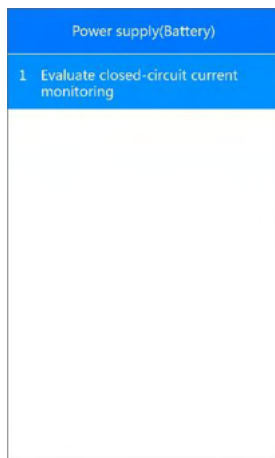 Power supply(Battery)
1 Evaluate closed-circuit current
monitoring